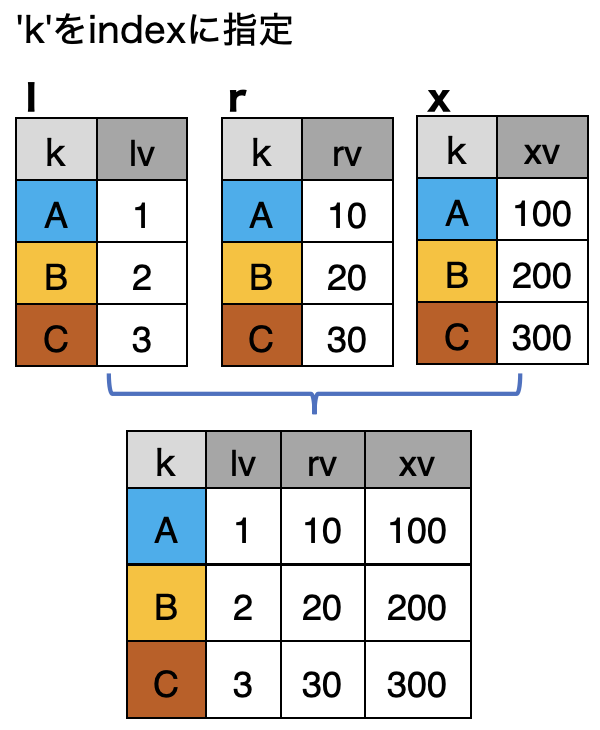 'k'をindexに指定
l r x
k lv k rv k xv
A 1 A 10 A 100
B 2 B 20 B 200
C 3 C 30 C 300
k lv rv xv
A 1 10 100
B 2 20 200
C 3 30 300